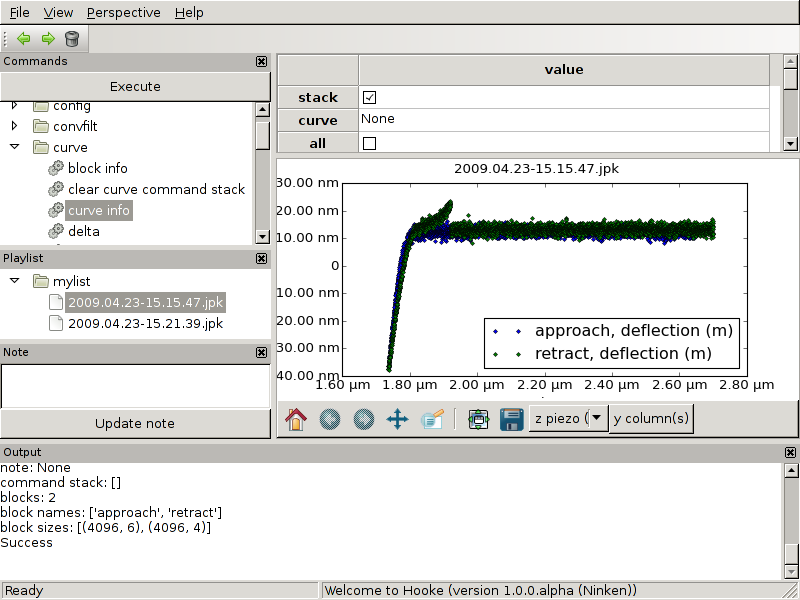 File View Perspective Help
Commands
Execute
config
convfilt
curve
block info
clear curve command stack
curve info
delta
Playlist
mylist
2009.04.23-15.15.47.jpk
2009.04.23-15.21.39.jpk
Note
Update note
value
stack
curve None
all
2009.04.23-15.15.47.jpk
30.00 nm
20.00 nm
10.00 nm
0
10.00 nm
20.00 nm
30.00 nm
40.00 nm
1.60 µm 1.80 µm 2.00 µm 2.20 µm 2.40 µm 2.60 µm 2.80 µm
approach, deflection (m)
retract, deflection (m)
z piezo ( y column(s)
Output
note: None
command stack: []
blocks: 2
block names: ['approach', 'retract']
block sizes: [(4096, 6), (4096, 4)]
Success
Ready Welcome to Hooke (version 1.0.0.alpha (Ninken))